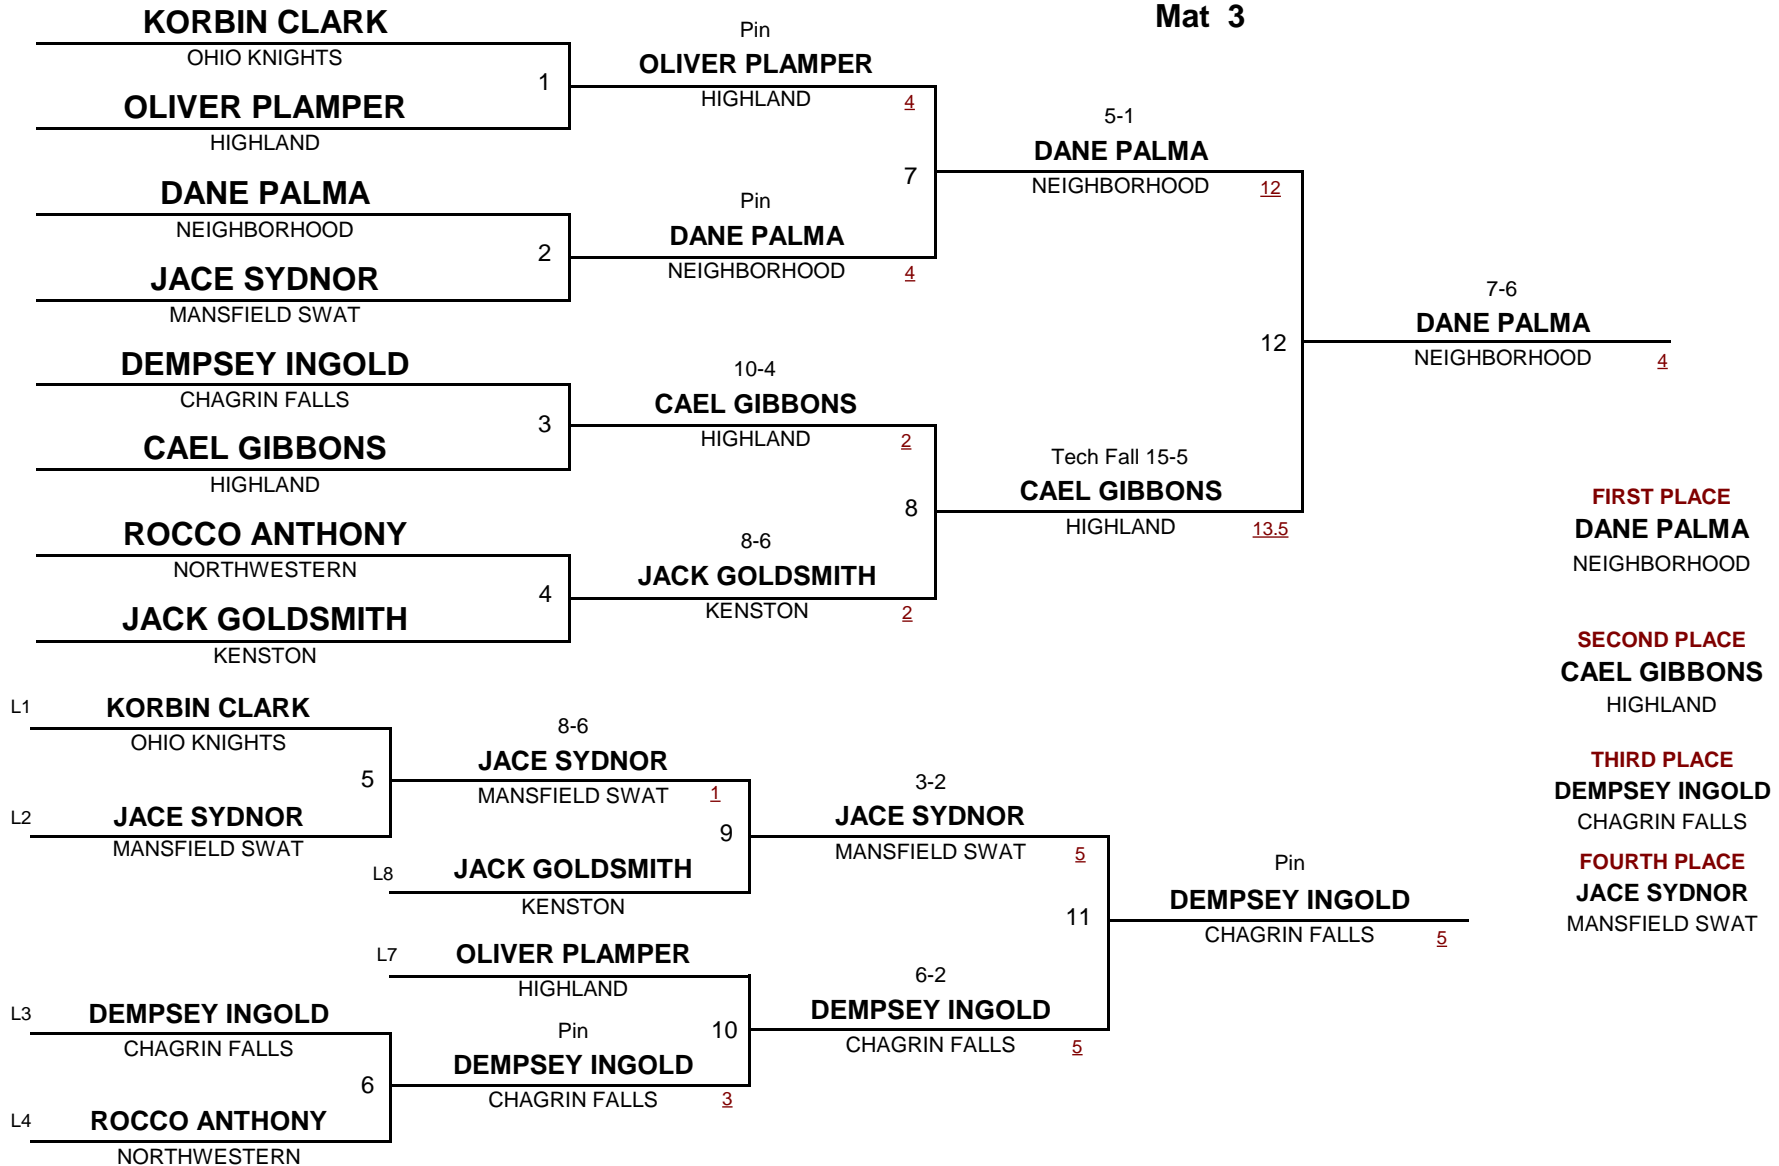 Mat 3
KORBIN CLARK
OHIO KNIGHTS
1
OLIVER PLAMPER
HIGHLAND
Pin
OLIVER PLAMPER
HIGHLAND
4
DANE PALMA
NEIGHBORHOOD
2
JACE SYDNOR
MANSFIELD SWAT
Pin
DANE PALMA
NEIGHBORHOOD
4
7
5-1
DANE PALMA
NEIGHBORHOOD
12
DEMPSEY INGOLD
CHAGRIN FALLS
3
CAEL GIBBONS
HIGHLAND
10-4
CAEL GIBBONS
HIGHLAND
2
ROCCO ANTHONY
NORTHWESTERN
4
JACK GOLDSMITH
KENSTON
8-6
JACK GOLDSMITH
KENSTON
2
8
Tech Fall 15-5
CAEL GIBBONS
HIGHLAND
13.5
12
7-6
DANE PALMA
NEIGHBORHOOD
4
FIRST PLACE
DANE PALMA
NEIGHBORHOOD
SECOND PLACE
CAEL GIBBONS
HIGHLAND
THIRD PLACE
DEMPSEY INGOLD
CHAGRIN FALLS
FOURTH PLACE
JACE SYDNOR
MANSFIELD SWAT
L1
KORBIN CLARK
OHIO KNIGHTS
5
L2
JACE SYDNOR
MANSFIELD SWAT
8-6
JACE SYDNOR
MANSFIELD SWAT
1
9
L8
JACK GOLDSMITH
KENSTON
3-2
JACE SYDNOR
MANSFIELD SWAT
5
L7
OLIVER PLAMPER
HIGHLAND
L3
DEMPSEY INGOLD
CHAGRIN FALLS
6
L4
ROCCO ANTHONY
NORTHWESTERN
Pin
DEMPSEY INGOLD
CHAGRIN FALLS
3
10
6-2
DEMPSEY INGOLD
CHAGRIN FALLS
5
11
Pin
DEMPSEY INGOLD
CHAGRIN FALLS
5